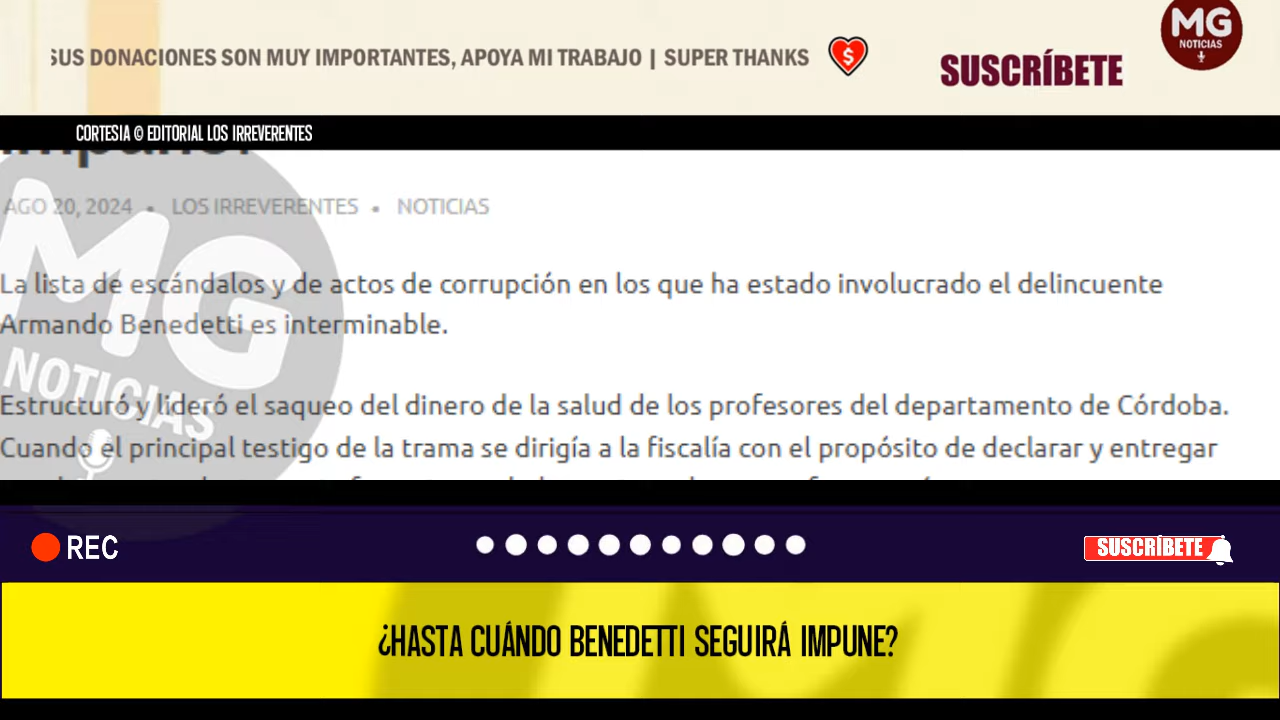 SUS DONACIONES SON MUY IMPORTANTES, APOYA MI TRABAJO | SUPER THANKS
SUSCRÍBETE
MG
NOTICIAS
CORTESIA © EDITORIAL LOS IRREVERENTES
AGO 20, 2024 • LOS IRREVERENTES • NOTICIAS
La lista de escándalos y de actos de corrupción en los que ha estado involucrado el delincuente
Armando Benedetti es interminable.
MG
NOTICIAS
Estructuró y lideró el saqueo del dinero de la salud de los profesores del departamento de Córdoba.
Cuando el principal testigo de la trama se dirigía a la fiscalía con el propósito de declarar y entregar
REC
SUSCRÍBETE
¿HASTA CUÁNDO BENEDETTI SEGUIRÁ IMPUNE?